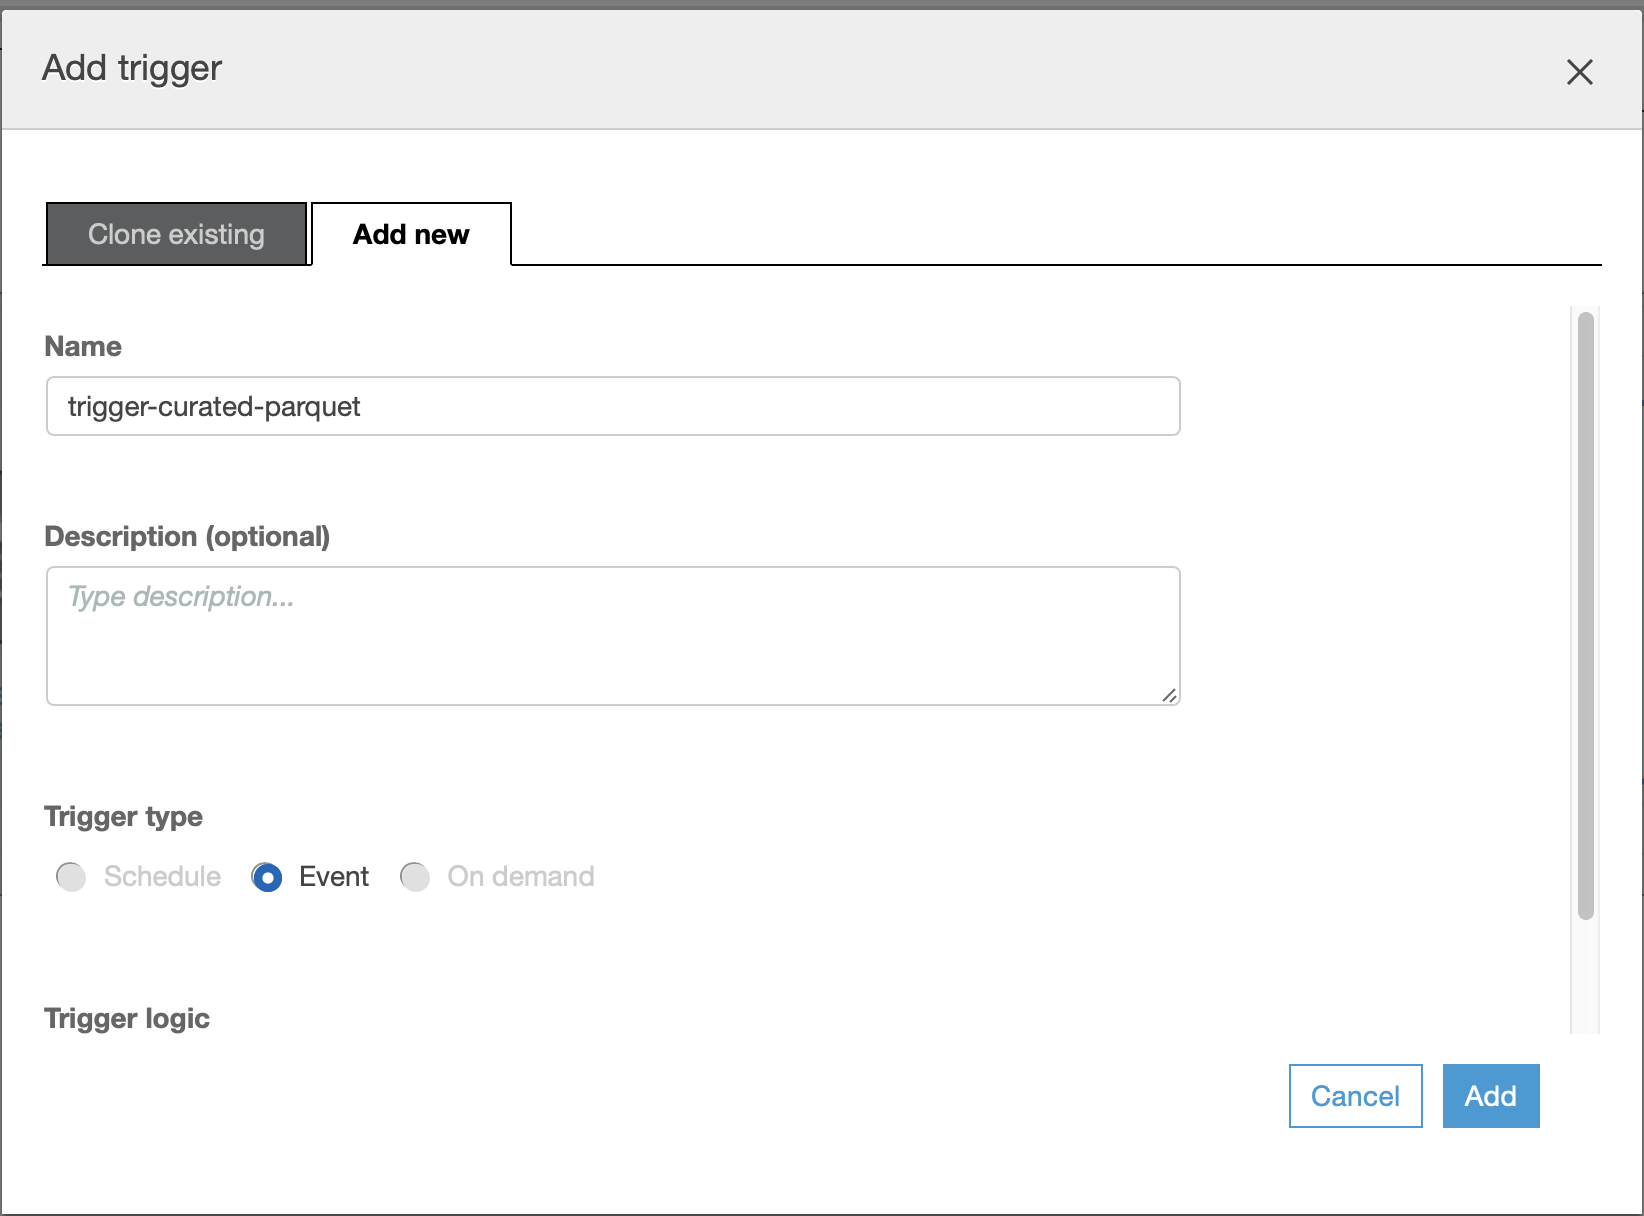 Add trigger
Clone existing
Add new
Name
trigger-curated-parquet
Description (optional)
Type description...
Trigger type
Schedule Event On demand
Trigger logic
Cancel Add